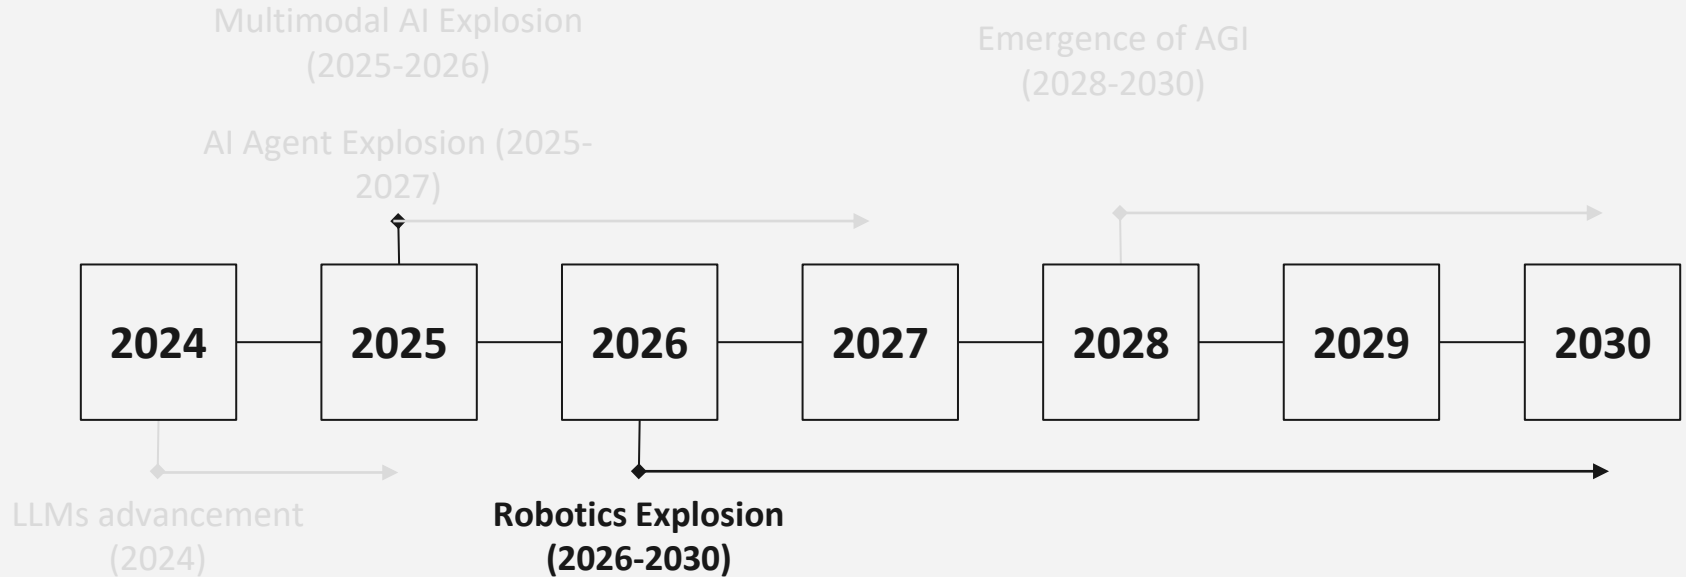 Multimodal AI Explosion
(2025-2026)
Emergence of AGI
(2028-2030)
AI Agent Explosion (2025-
2027)
2024
2025
2026
2027
2028
2029
2030
LLMs advancement
(2024)
Robotics Explosion
(2026-2030)